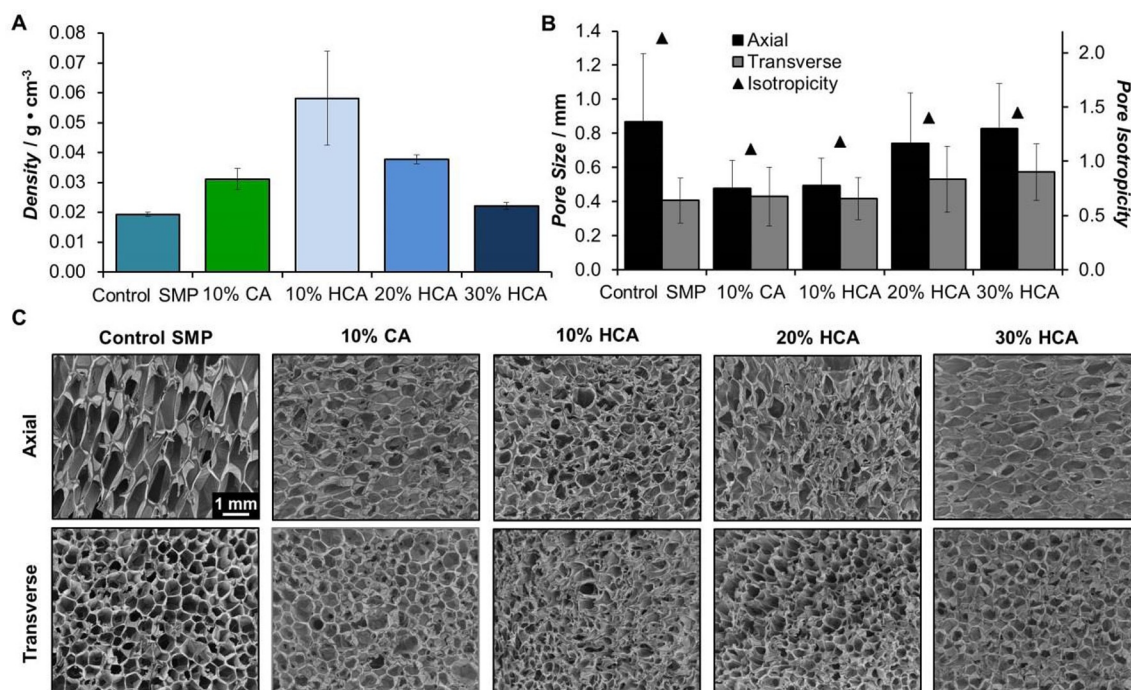 A
Density / g • cm⁻³
0.08
0.07
0.06
0.05
0.04
0.03
0.02
0.01
0.00
Control SMP 10% CA 10% HCA 20% HCA 30% HCA
B
Pore Size / mm
1.4
1.2
1.0
0.8
0.6
0.4
0.2
0.0
Axial
Transverse
Isotropicity
2.0
1.5
1.0
0.5
0.0
Pore Isotropicity
Control SMP 10% CA 10% HCA 20% HCA 30% HCA
C
Control SMP 10% CA 10% HCA 20% HCA 30% HCA
Axial
1 mm
Transverse